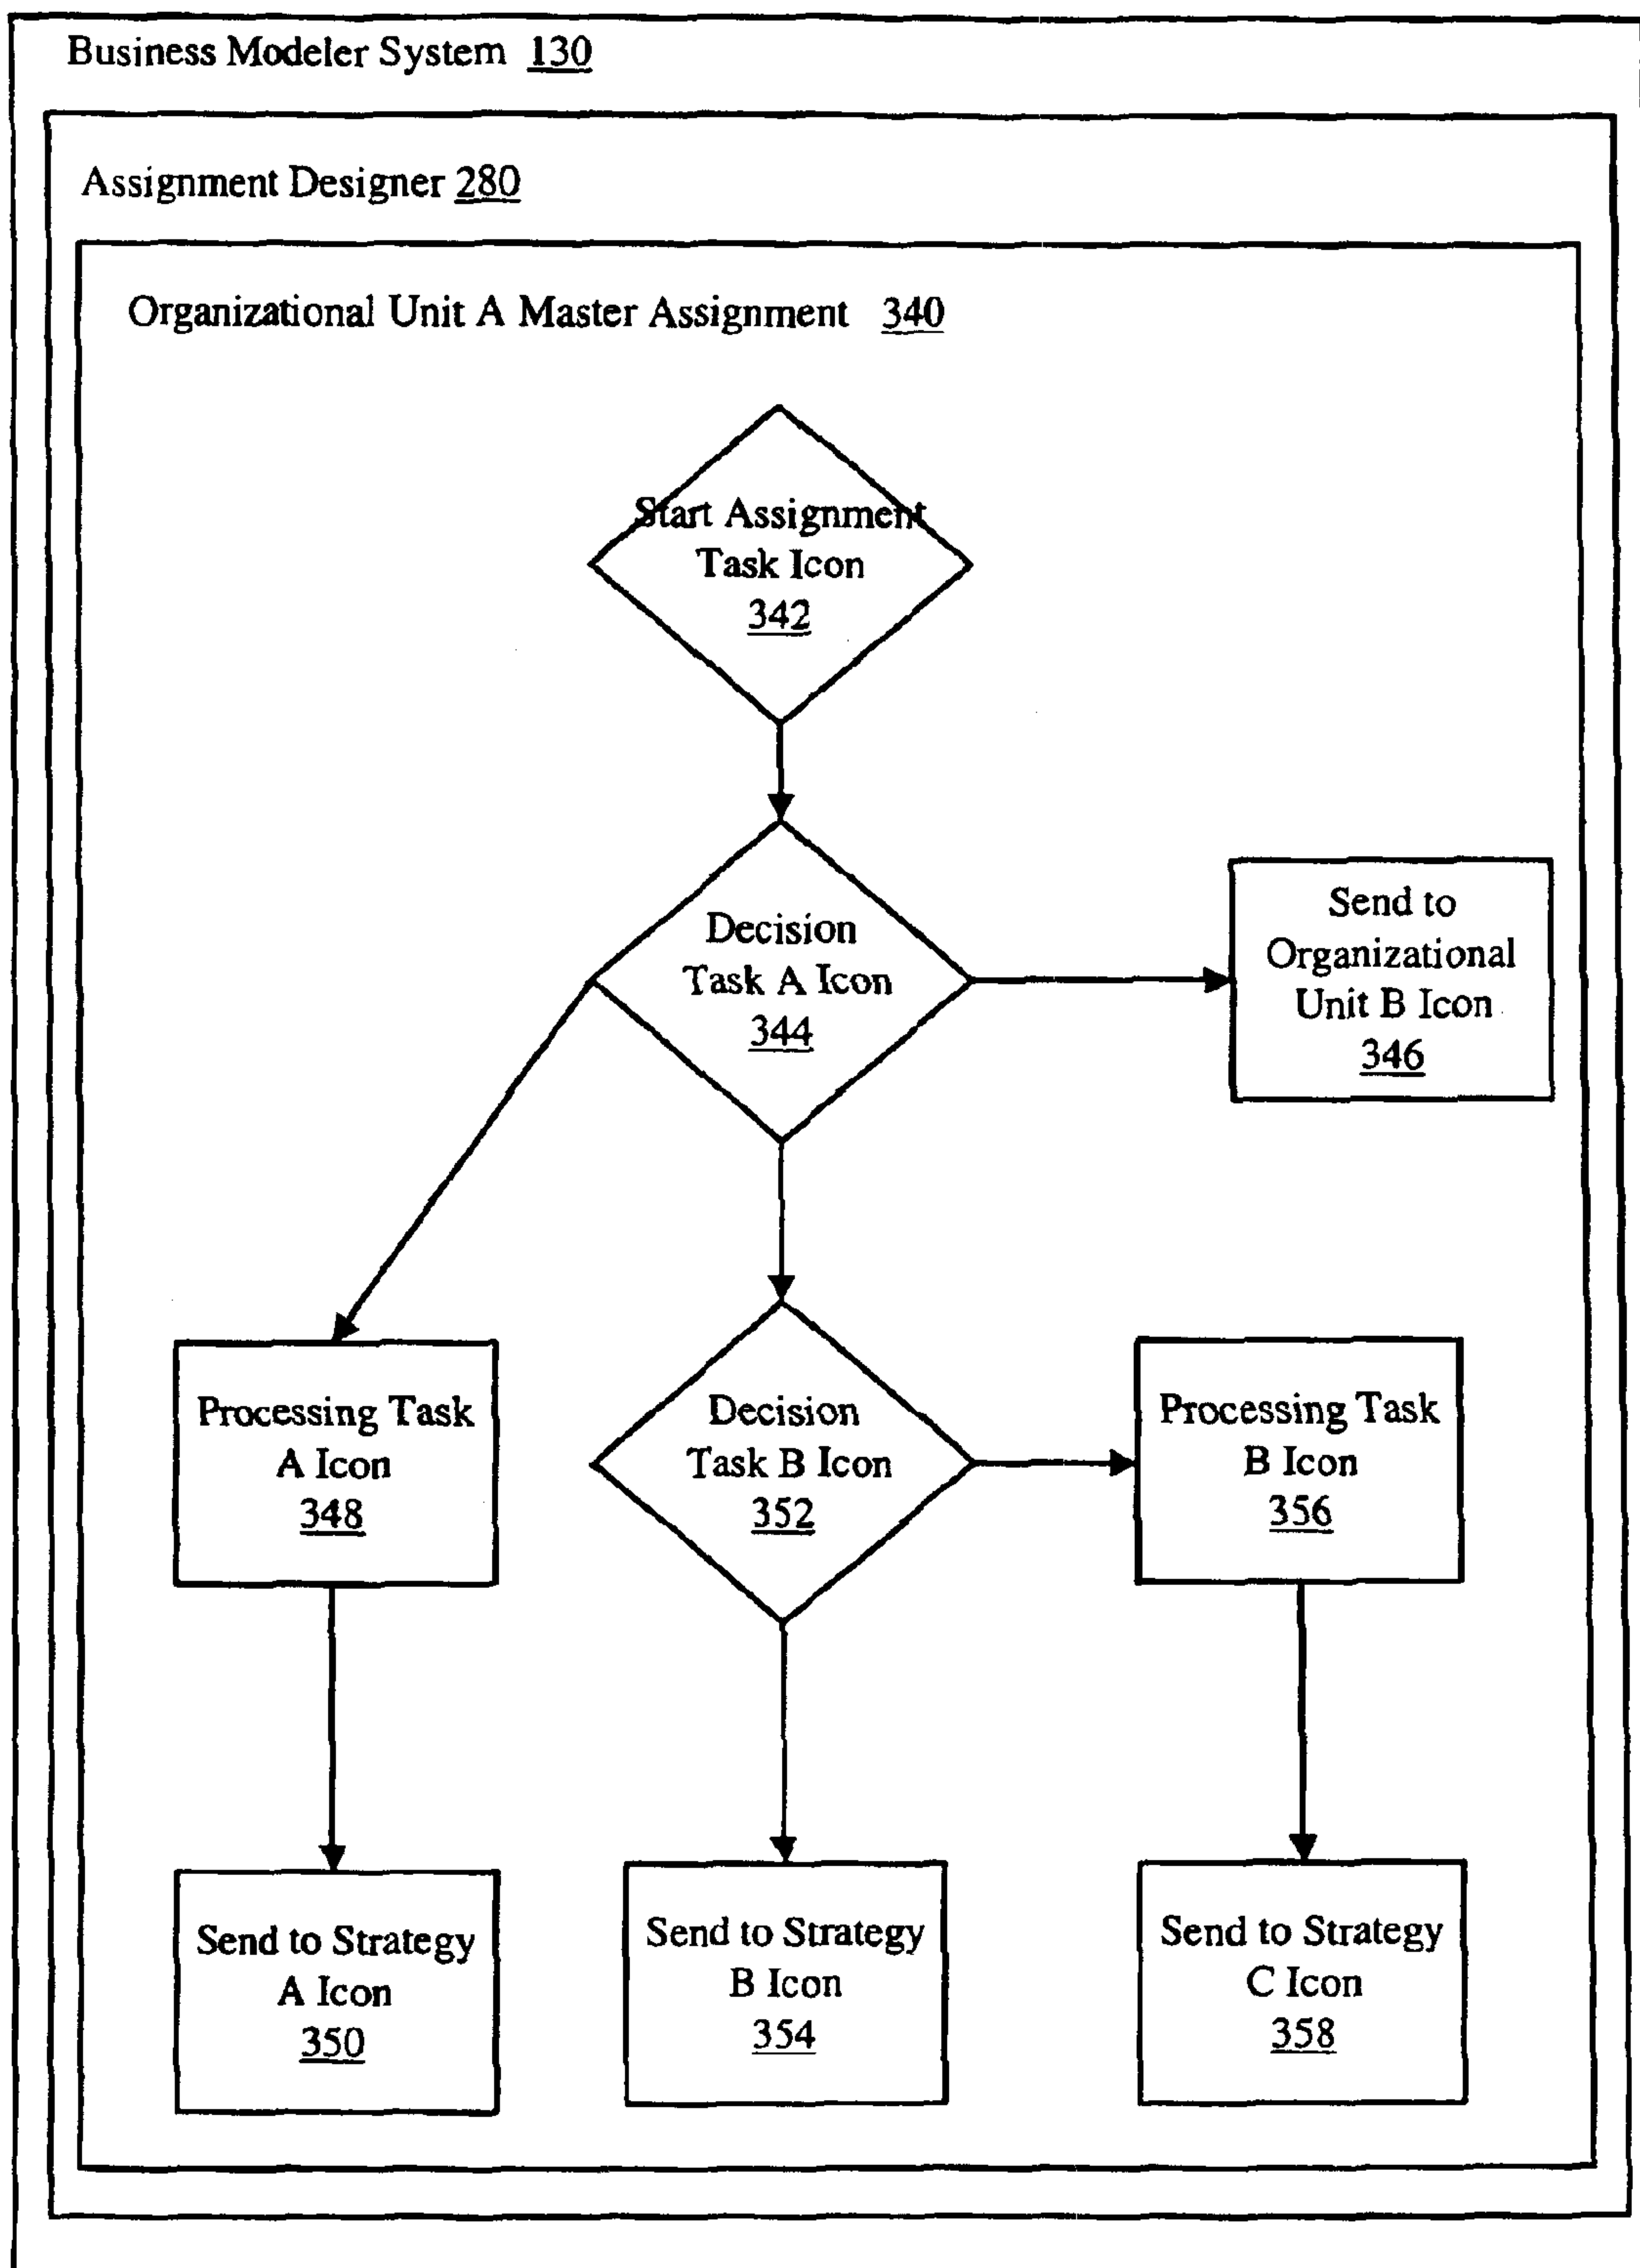 Business Modeler System 130
Assignment Designer 280
Organizational Unit A Master Assignment 340
Start Assignment
Task Icon
342
Decision
Task A Icon
344
Send to
Organizational
Unit B Icon
346
Processing Task
A Icon
348
Decision
Task B Icon
352
Processing Task
B Icon
356
Send to Strategy
A Icon
350
Send to Strategy
B Icon
354
Send to Strategy
C Icon
358